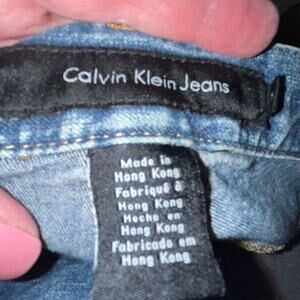 Calvin Klein Jeans
Made in
Hong Kong
Fabriqué à
Hong Kong
Hecho en
Hong Kong
Fabricado em
Hong Kong